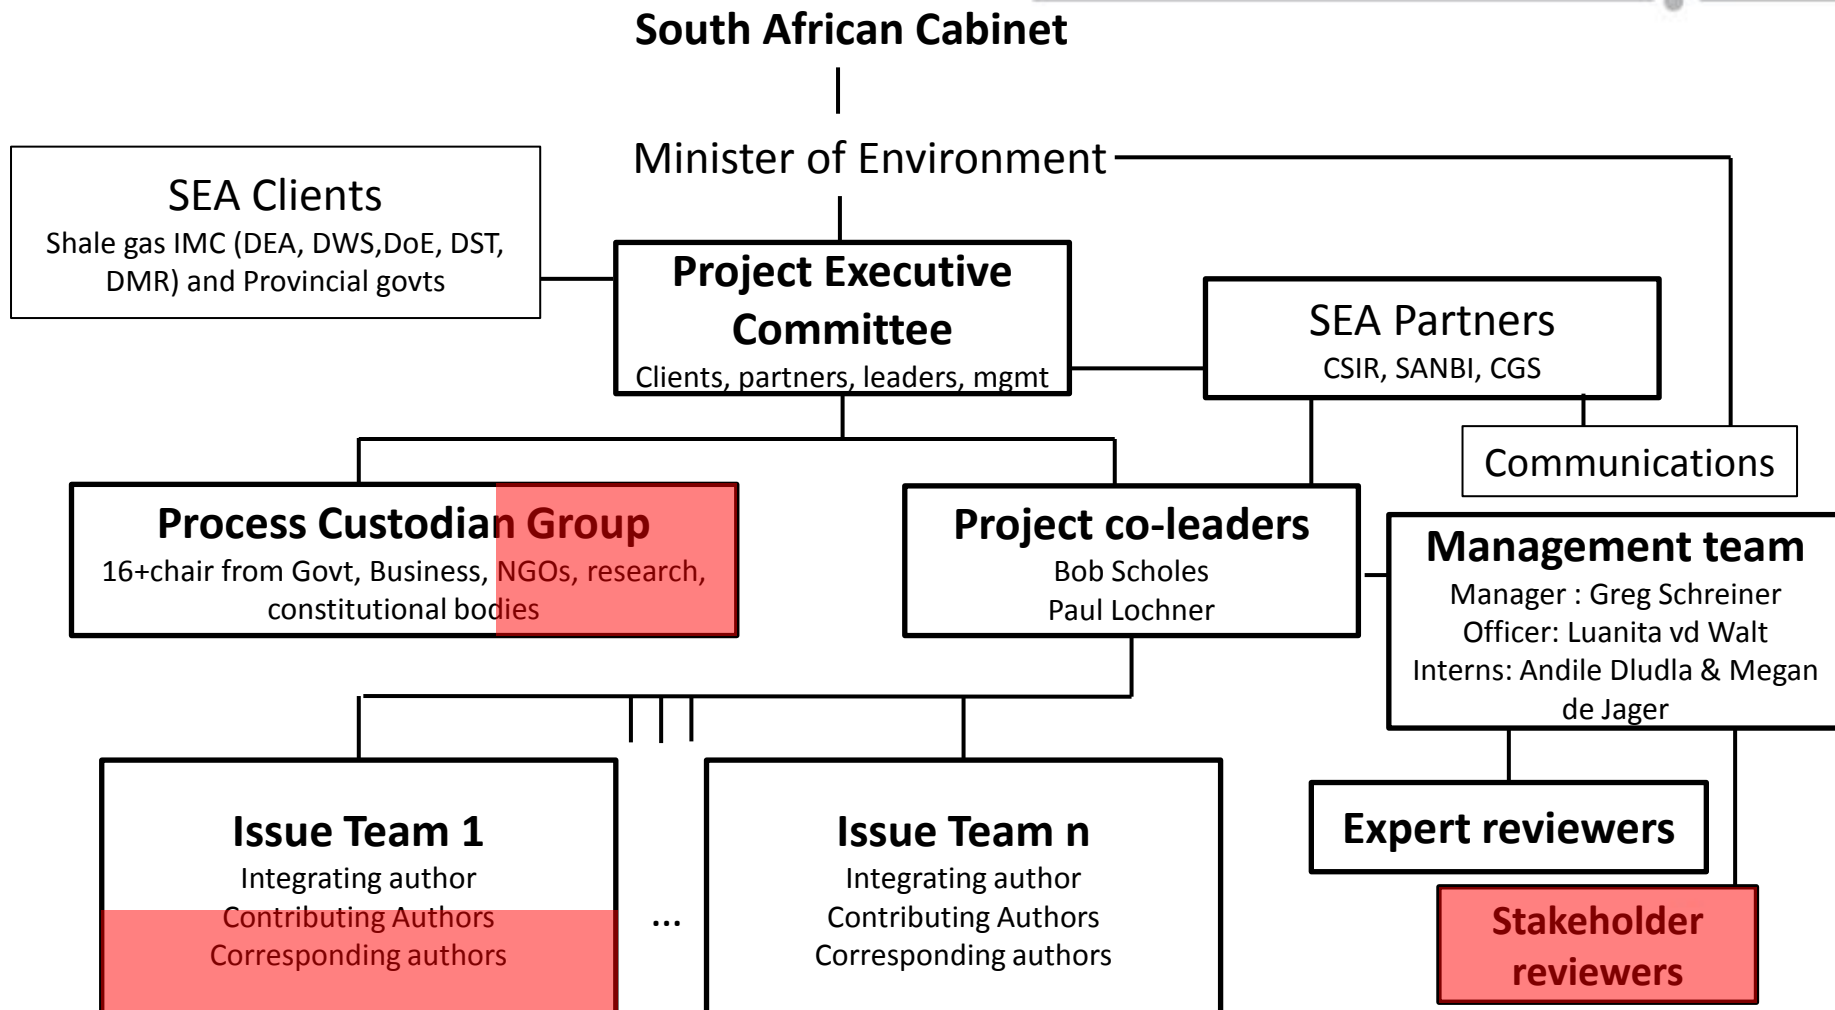 South African Cabinet
Minister of Environment
SEA Clients
Shale gas IMC (DEA, DWS,DoE, DST,
DMR) and Provincial govts
Project Executive
Committee
Clients, partners, leaders, mgmt
SEA Partners
CSIR, SANBI, CGS
Communications
Process Custodian Group
16+chair from Govt, Business, NGOs, research,
constitutional bodies
Project co-leaders
Bob Scholes
Paul Lochner
Management team
Manager : Greg Schreiner
Officer: Luanita vd Walt
Interns: Andile Dludla & Megan
de Jager
Issue Team 1
Integrating author
Contributing Authors
Corresponding authors
...
Issue Team n
Integrating author
Contributing Authors
Corresponding authors
Expert reviewers
Stakeholder
reviewers